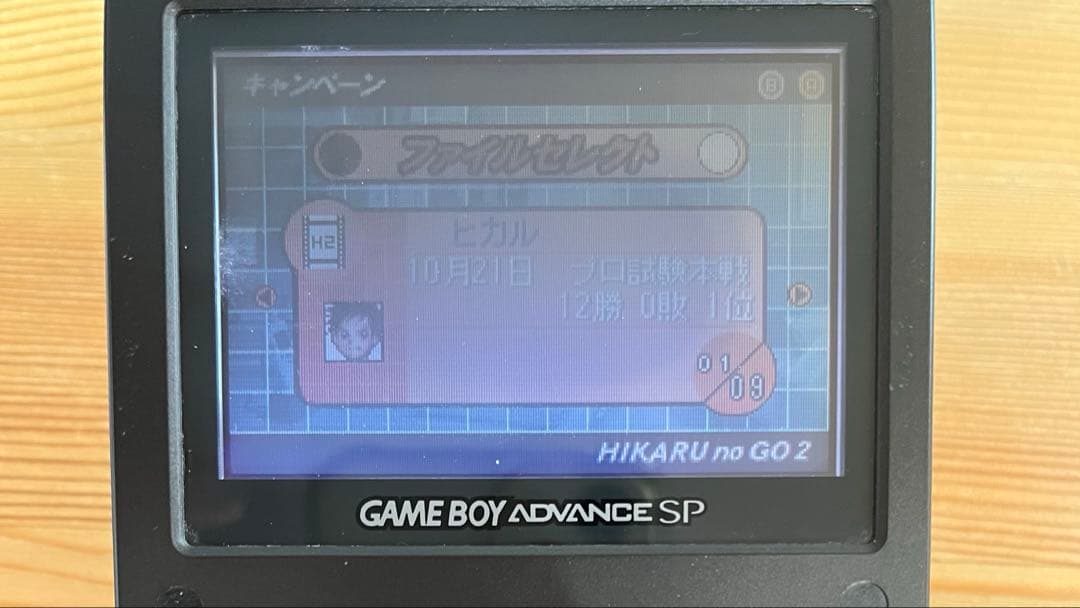 キャンペーン B A
ファイルセレクト
H2
ヒカル
10月21日 プロ試験本戦
12勝 0敗 1位
01/09
HIKARU no GO 2
GAME BOY ADVANCE SP